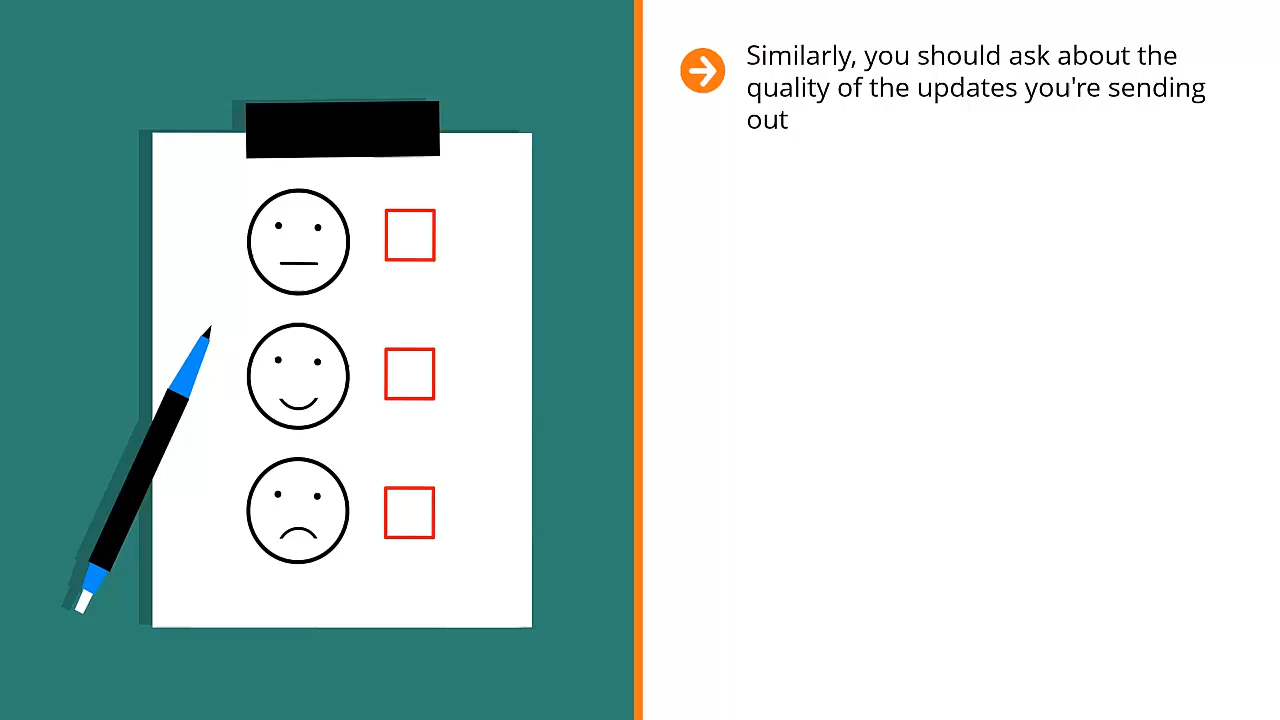 Similarly, you should ask about the
quality of the updates you're sending
out